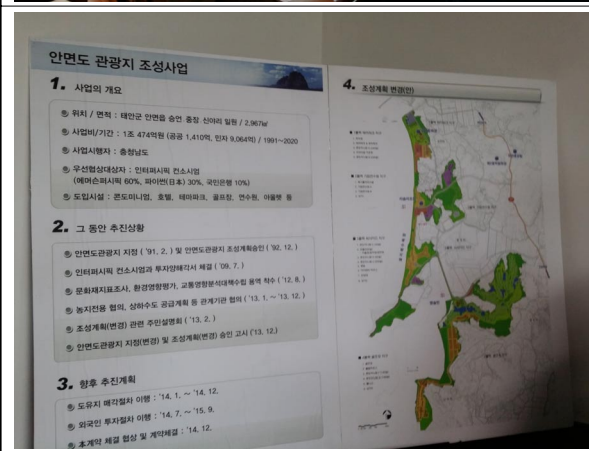 안면도 관광지 조성사업
1. 사업의 개요
위치 / 면적 : 태안군 안면읍 승언 중장 신야리 일원 / 2,967㎢
사업비/기간 : 1조 474억원 (공공 1,410억, 민자 9,064억) / 1991~2020
사업시행자 : 충청남도
우선협상대상자 : 인터퍼시픽 컨소시엄
(에머슨퍼시픽 60%, 파이썬(日本) 30%, 국민은행 10%)
도입시설 : 콘도미니엄, 호텔, 테마파크, 골프장, 연수원, 아울렛 등
2. 그 동안 추진상황
안면도관광지 지정 ( '91, 2, ) 및 안면도관광지 조성계획승인 ( '92, 12, )
인터퍼시픽 컨소시엄과 투자양해각서 체결 ( '09, 7, )
문화재지표조사, 환경영향평가, 교통영향분석대책수립 용역 착수 ( '12, 8, )
농지전용 협의, 상하수도 공급계획 등 관계기관 협의 ( '13, 1, ~ '13, 12, )
조성계획(변경) 관련 주민설명회 ( '13, 2, )
안면도관광지 지정(변경) 및 조성계획(변경) 승인 고시 ('13, 12,)
3. 향후 추진계획
도유지 매각절차 이행 : '14, 1, ~ '14, 12,
외국인 투자절차 이행 : '14, 7, ~ '15, 9,
本계약 체결 협상 및 계약체결 : '14, 12,
4. 조성계획 변경(안)